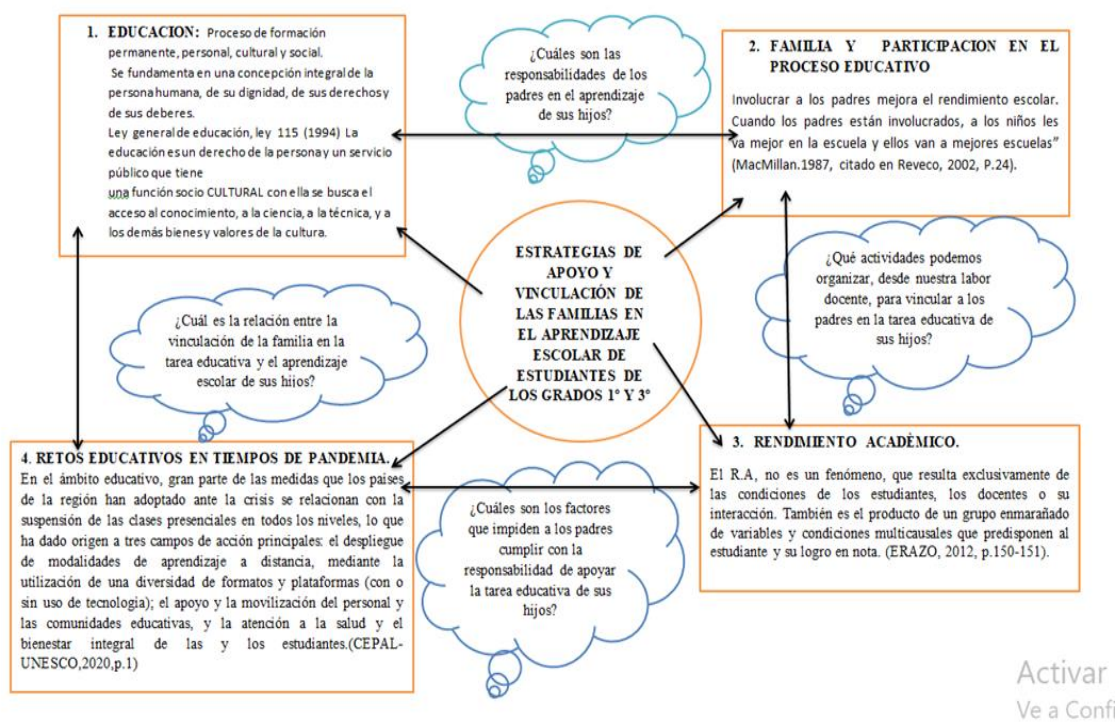 1. EDUCACION: Proceso de formación
permanente, personal, cultural y social.
Se fundamenta en una concepción integral de la
persona humana, de su dignidad, de sus derechos y
de sus deberes.
Ley general de educación, ley 115 (1994) La
educación es un derecho de la persona y un servicio
público que tiene
una función socio CULTURAL con ella se busca el
acceso al conocimiento, a la ciencia, a la técnica, y a
los demás bienes y valores de la cultura.
¿Cuáles son las
responsabilidades de los
padres en el aprendizaje
de sus hijos?
2. FAMILIA Y PARTICIPACION EN EL
PROCESO EDUCATIVO
Involucrar a los padres mejora el rendimiento escolar.
Cuando los padres están involucrados, a los niños les
va mejor en la escuela y ellos van a mejores escuelas”
(MacMillan.1987, citado en Reveco, 2002, P.24).
ESTRATEGIAS DE
APOYO Y
VINCULACIÓN DE
LAS FAMILIAS EN
EL APRENDIZAJE
ESCOLAR DE
ESTUDIANTES DE
LOS GRADOS 1º Y 3º
¿Qué actividades podemos
organizar, desde nuestra labor
docente, para vincular a los
padres en la tarea educativa de
sus hijos?
¿Cuál es la relación entre la
vinculación de la familia en la
tarea educativa y el aprendizaje
escolar de sus hijos?
3. RENDIMIENTO ACADÈMICO.
El R.A, no es un fenómeno, que resulta exclusivamente de
las condiciones de los estudiantes, los docentes o su
interacción. También es el producto de un grupo enmarañado
de variables y condiciones multicausales que predisponen al
estudiante y su logro en nota. (ERAZO, 2012, p.150-151).
4. RETOS EDUCATIVOS EN TIEMPOS DE PANDEMIA.
En el ámbito educativo, gran parte de las medidas que los países
de la región han adoptado ante la crisis se relacionan con la
suspensión de las clases presenciales en todos los niveles, lo que
ha dado origen a tres campos de acción principales: el despliegue
de modalidades de aprendizaje a distancia, mediante la
utilización de una diversidad de formatos y plataformas (con o
sin uso de tecnología); el apoyo y la movilización del personal y
las comunidades educativas, y la atención a la salud y el
bienestar integral de las y los estudiantes.(CEPAL-
UNESCO,2020,p.1)
¿Cuáles son los factores
que impiden a los padres
cumplir con la
responsabilidad de apoyar
la tarea educativa de sus
hijos?
Activar
Ve a Confi